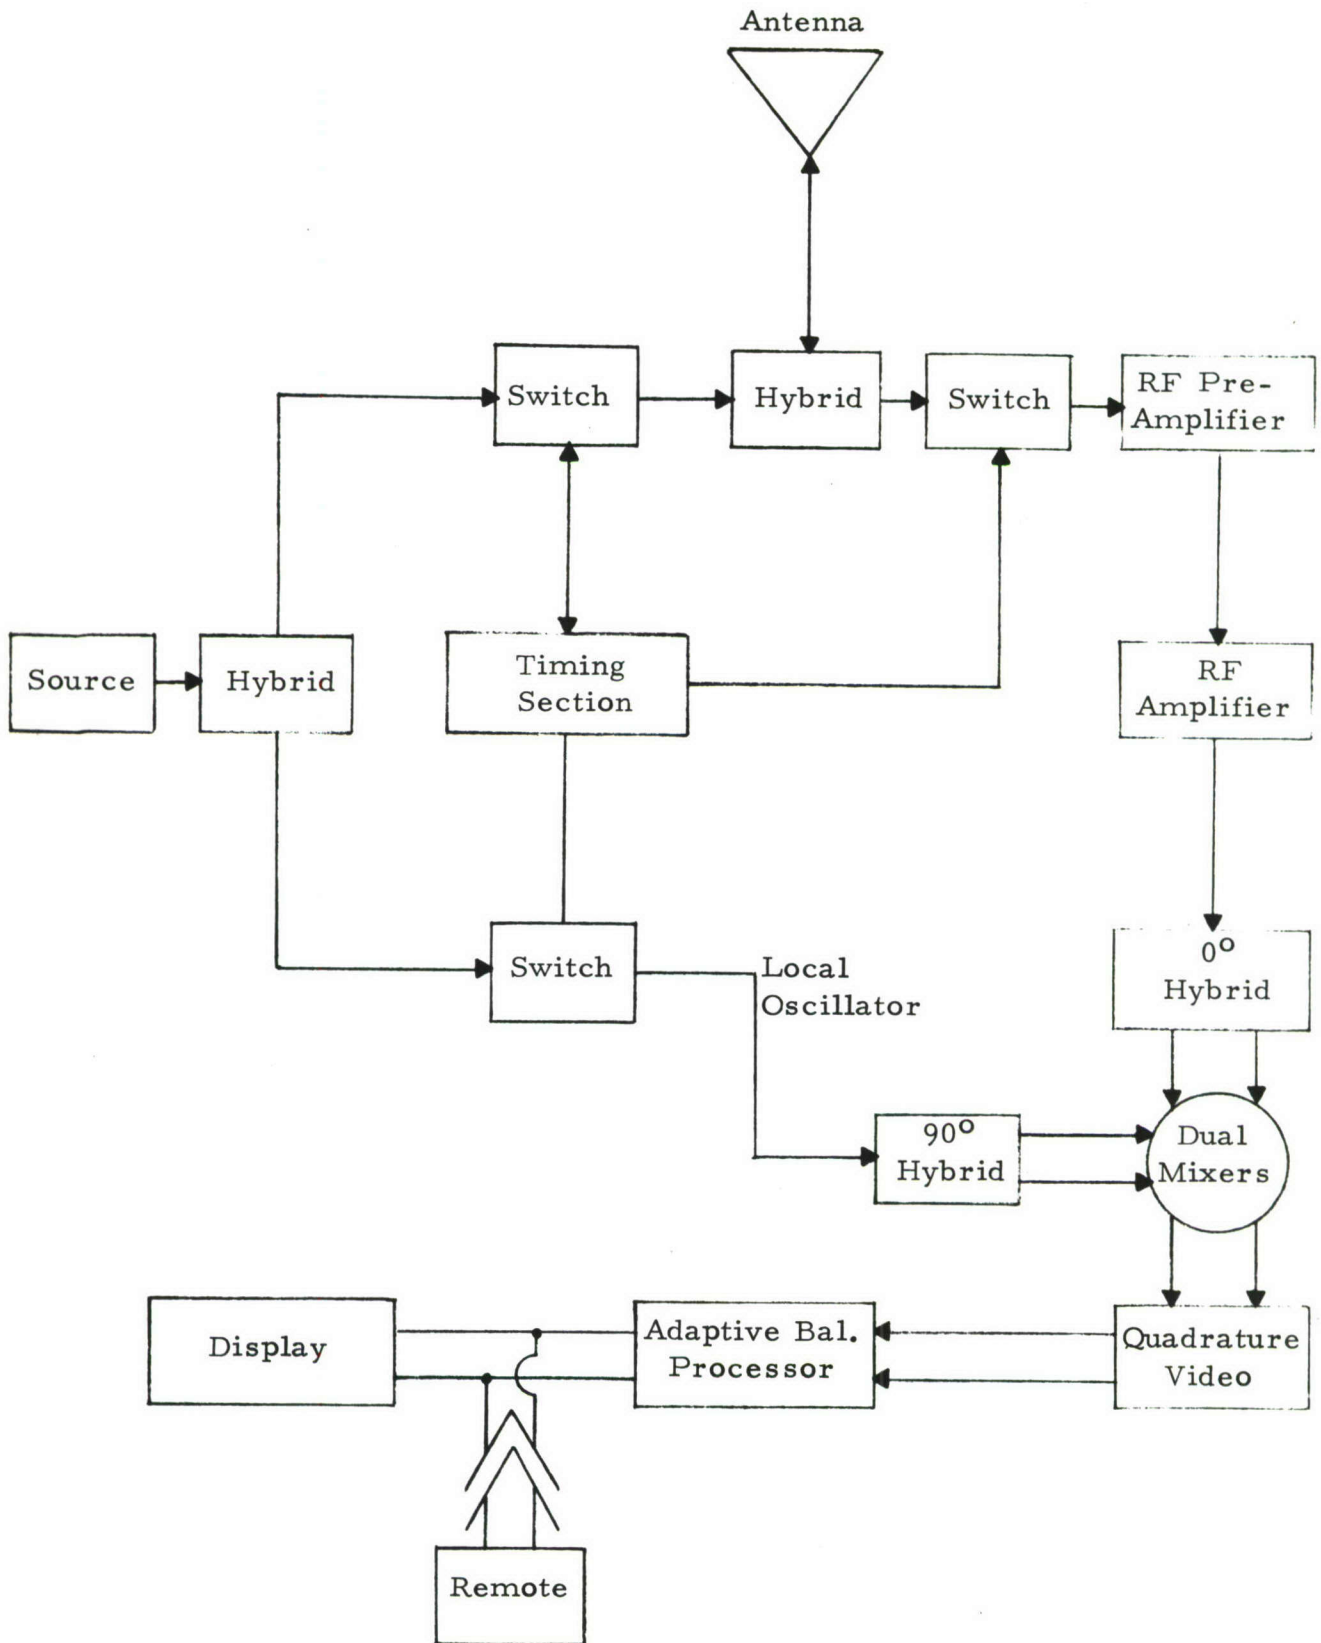 Antenna
Switch
Hybrid
Switch
RF Pre-
Amplifier
Source
Hybrid
Timing
Section
RF
Amplifier
Switch
Local
Oscillator
0°
Hybrid
90°
Hybrid
Dual
Mixers
Display
Adaptive Bal.
Processor
Quadrature
Video
Remote